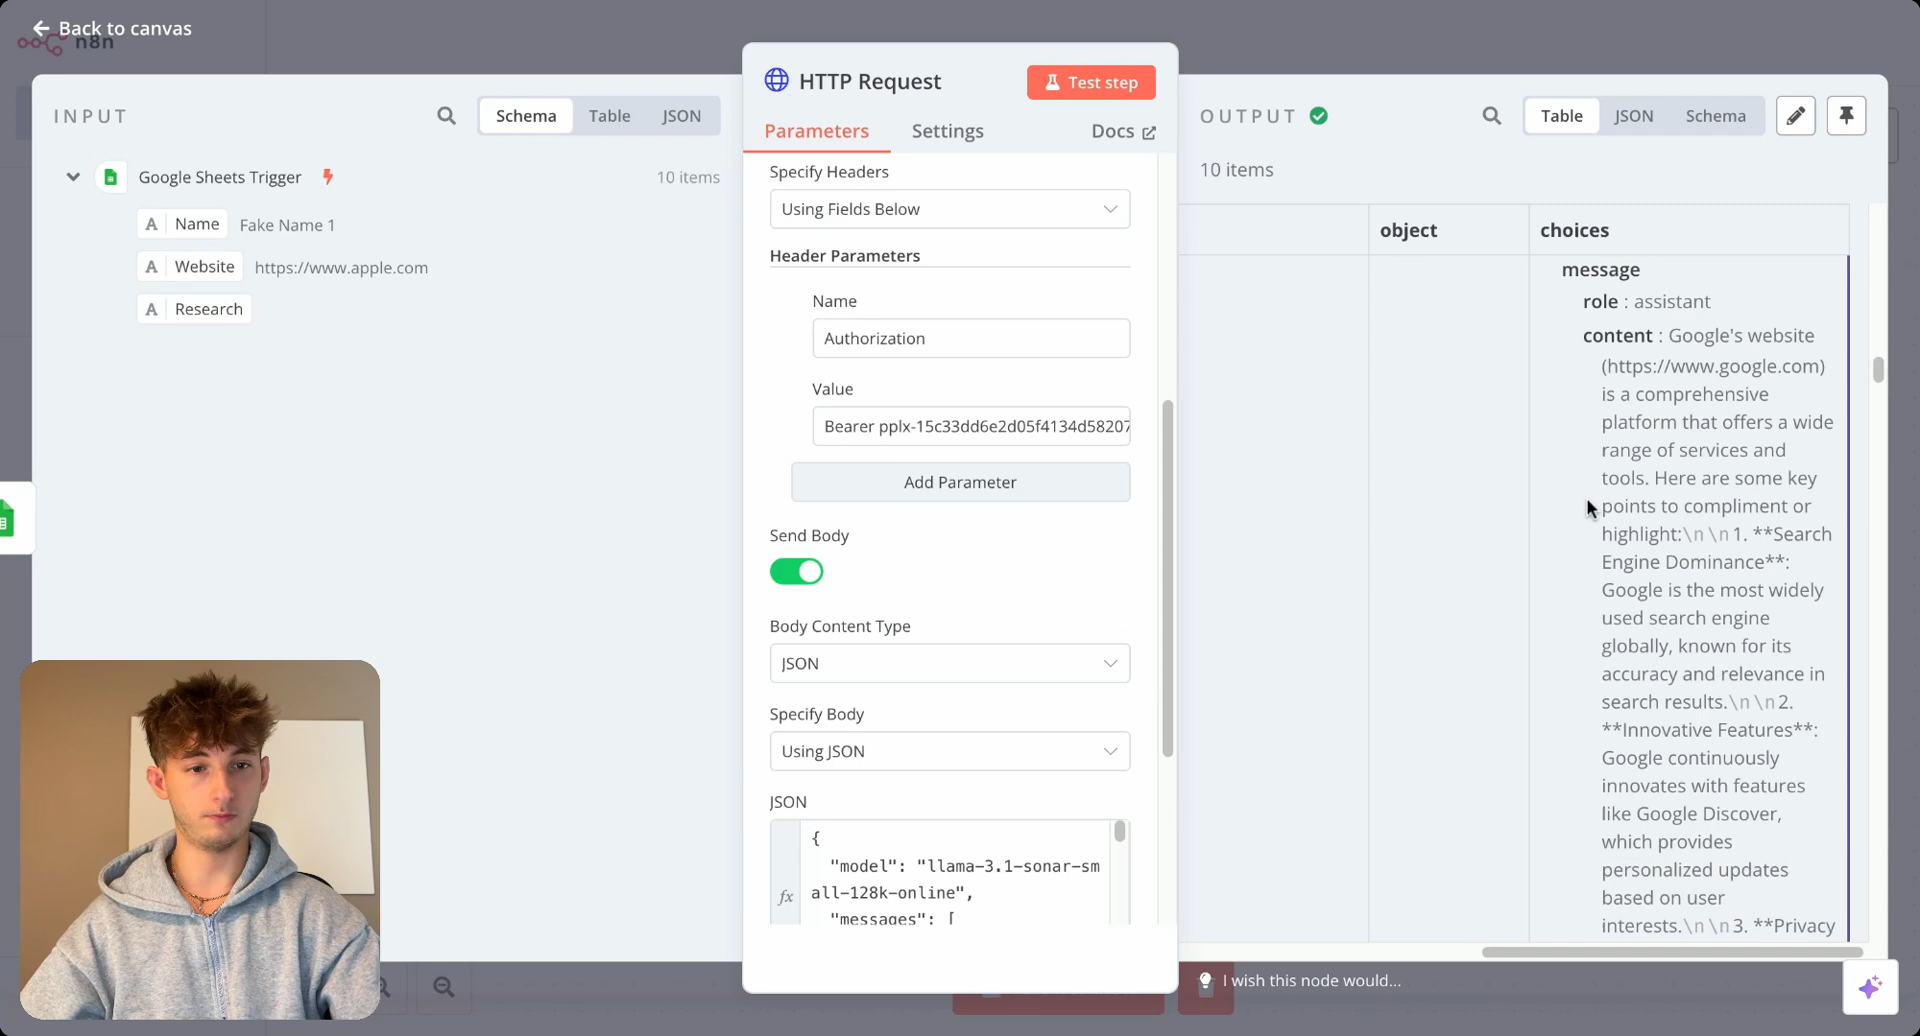 Back to canvas
n8n
INPUT
Schema
Table
JSON
Google Sheets Trigger
10 items
A Name Fake Name 1
A Website https://www.apple.com
A Research
HTTP Request
Test step
Parameters
Settings
Docs
Specify Headers
Using Fields Below
Header Parameters
Name
Authorization
Value
Bearer pplx-15c33dd6e2d05f4134d58207
Add Parameter
Send Body
Body Content Type
JSON
Specify Body
Using JSON
JSON
fx
{
"model": "llama-3.1-sonar-sm
all-128k-online",
"messages": [
OUTPUT
Table
JSON
Schema
10 items
object
choices
message
role : assistant
content : Google's website
(https://www.google.com)
is a comprehensive
platform that offers a wide
range of services and
tools. Here are some key
points to compliment or
highlight:\n\n1. **Search
Engine Dominance**:
Google is the most widely
used search engine
globally, known for its
accuracy and relevance in
search results.\n\n2.
**Innovative Features**:
Google continuously
innovates with features
like Google Discover,
which provides
personalized updates
based on user
interests.\n\n3. **Privacy
I wish this node would...